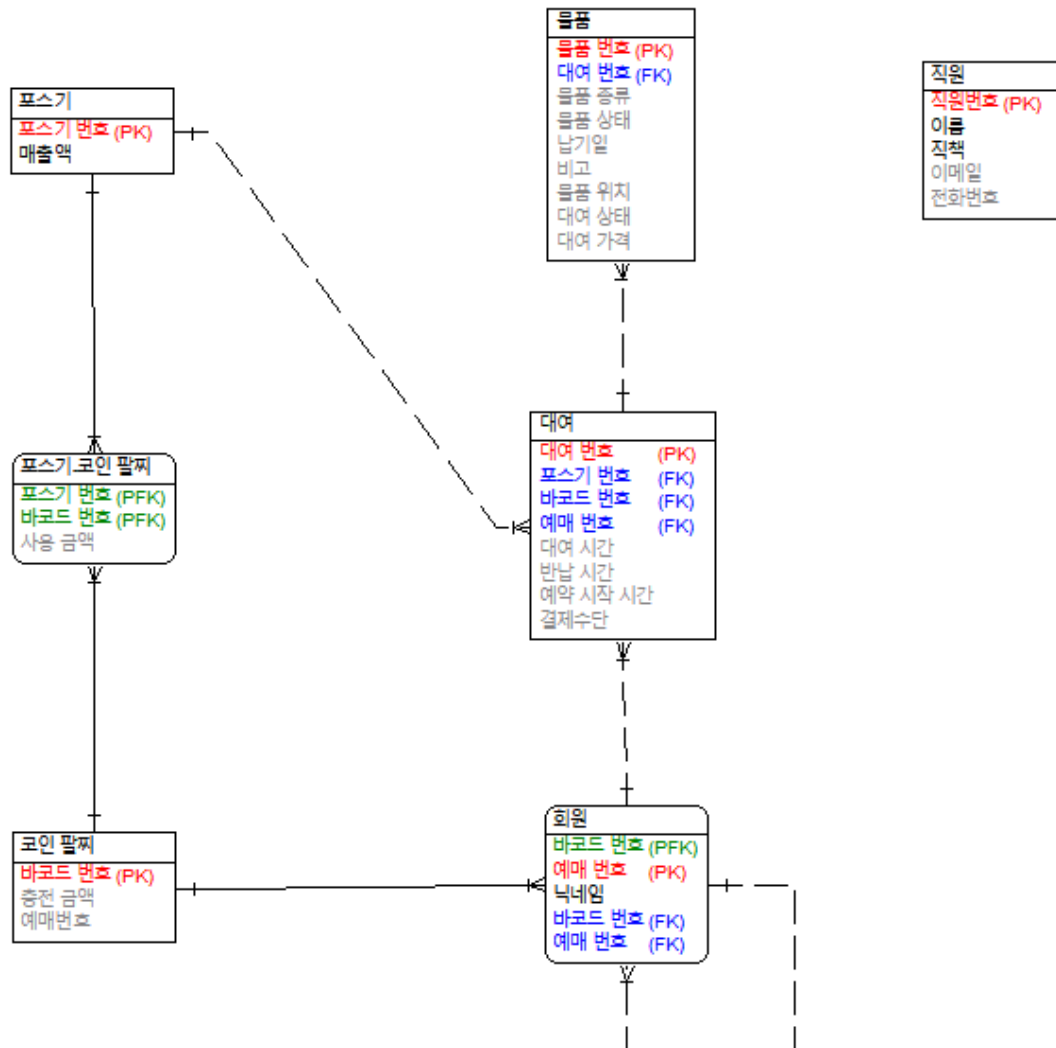 물품
물품 번호 (PK)
대여 번호 (FK)
물품 종류
물품 상태
납기일
비고
물품 위치
대여 상태
대여 가격
직원
직원번호 (PK)
이름
직책
이메일
전화번호
포스기
포스기 번호 (PK)
매출액
대여
대여 번호 (PK)
포스기 번호 (FK)
바코드 번호 (FK)
예매 번호 (FK)
대여 시간
반납 시간
예약 시작 시간
결제수단
포스기.코인 팔찌
포스기 번호 (PFK)
바코드 번호 (PFK)
사용 금액
코인 팔찌
바코드 번호 (PK)
충전 금액
예매번호
회원
바코드 번호 (PFK)
예매 번호 (PK)
닉네임
바코드 번호 (FK)
예매 번호 (FK)